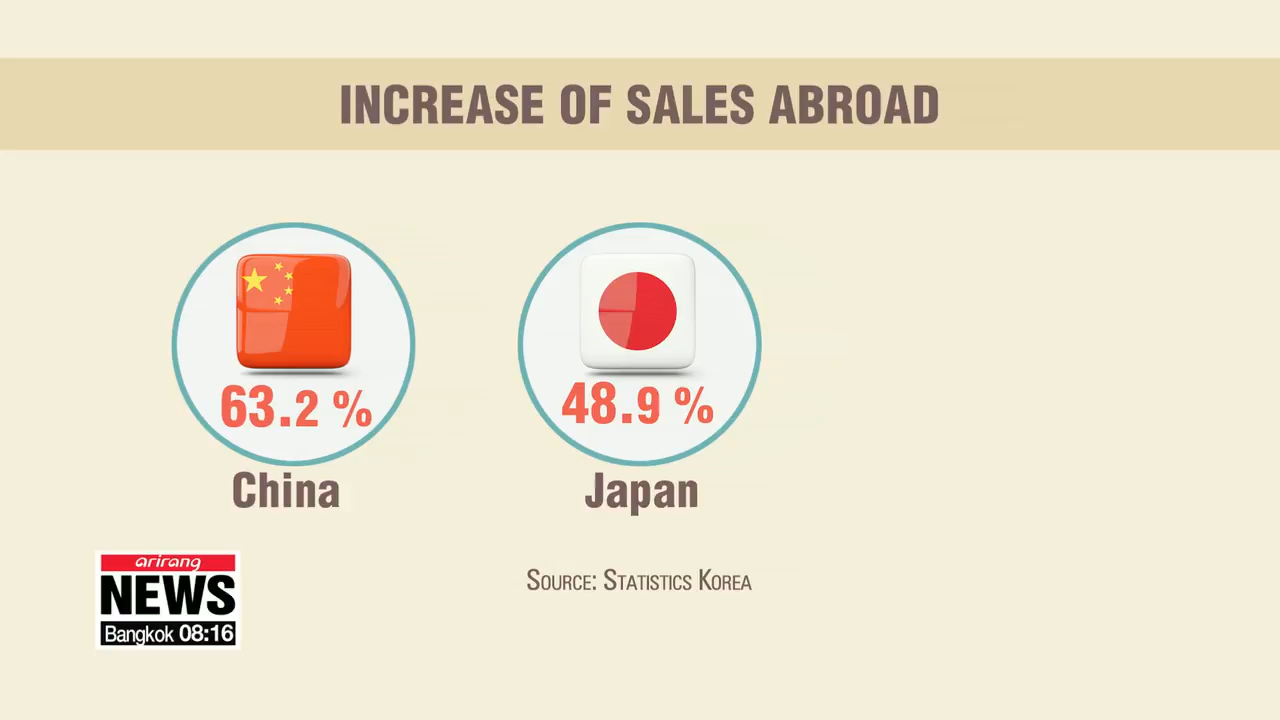 INCREASE OF SALES ABROAD
63.2 %
48.9 %
China
Japan
SOURCE: STATISTICS KOREA
arirang
NEWS
Bangkok 08:16